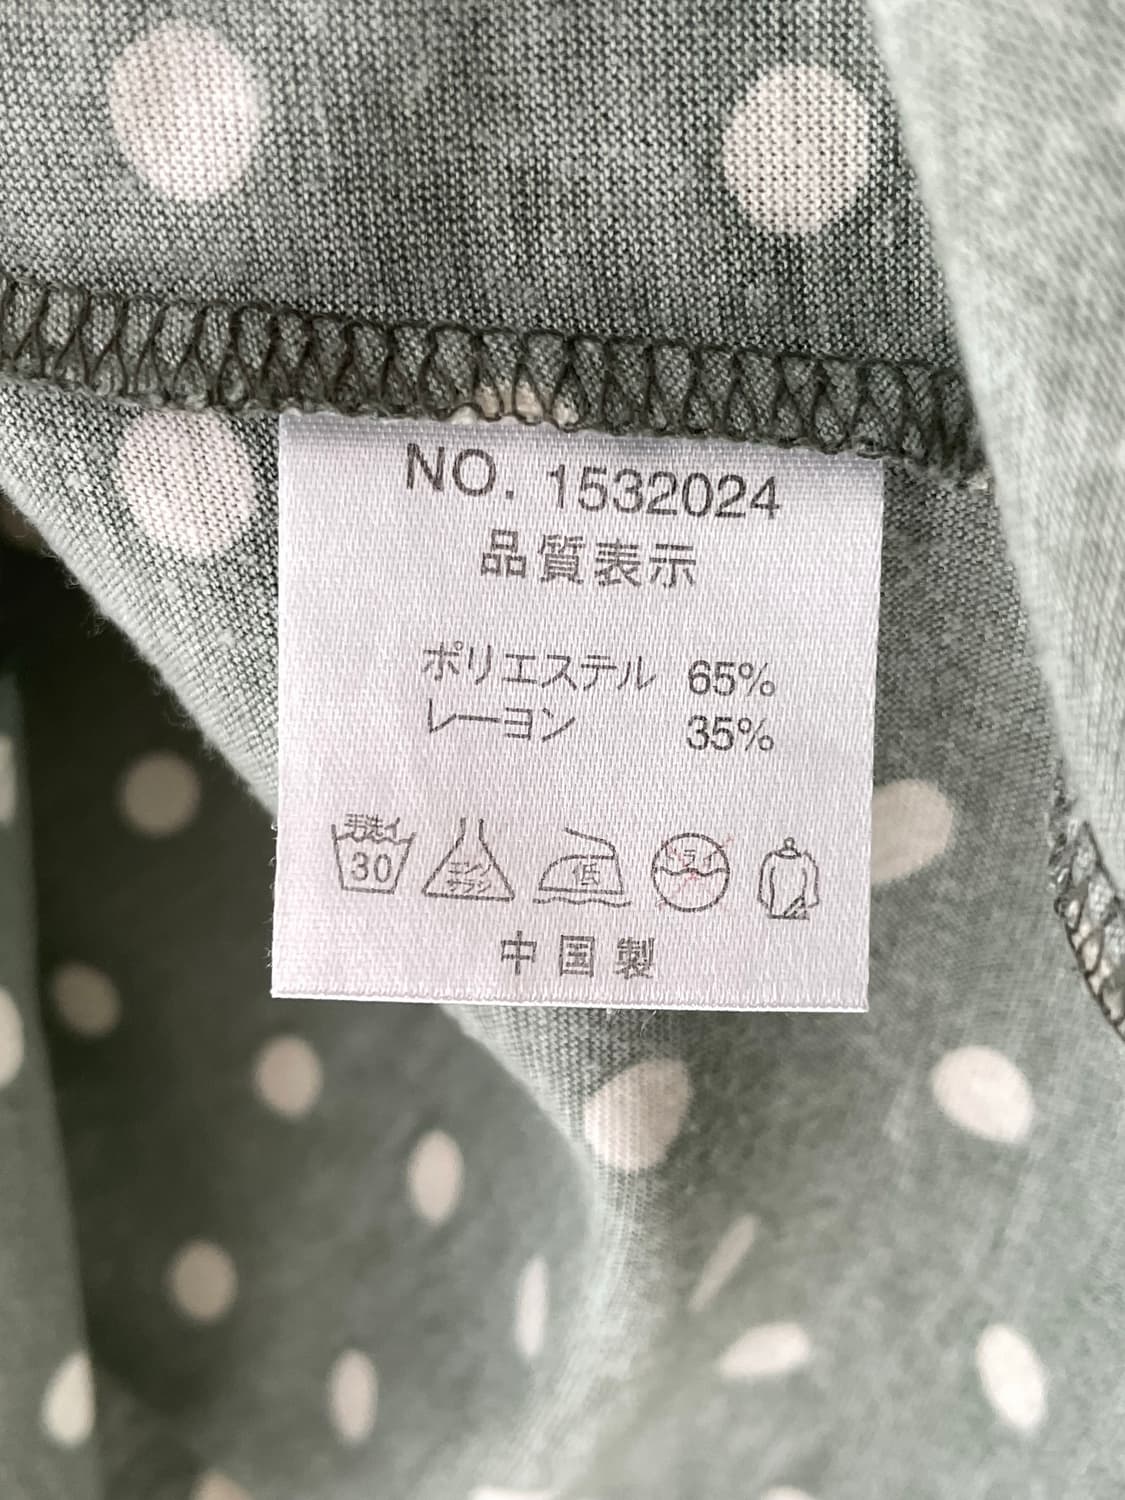 NO. 1532024
品質表示
ポリエステル 65%
レーヨン 35%
手洗イ 30 エンソサラシ 低 ドライ
中国製